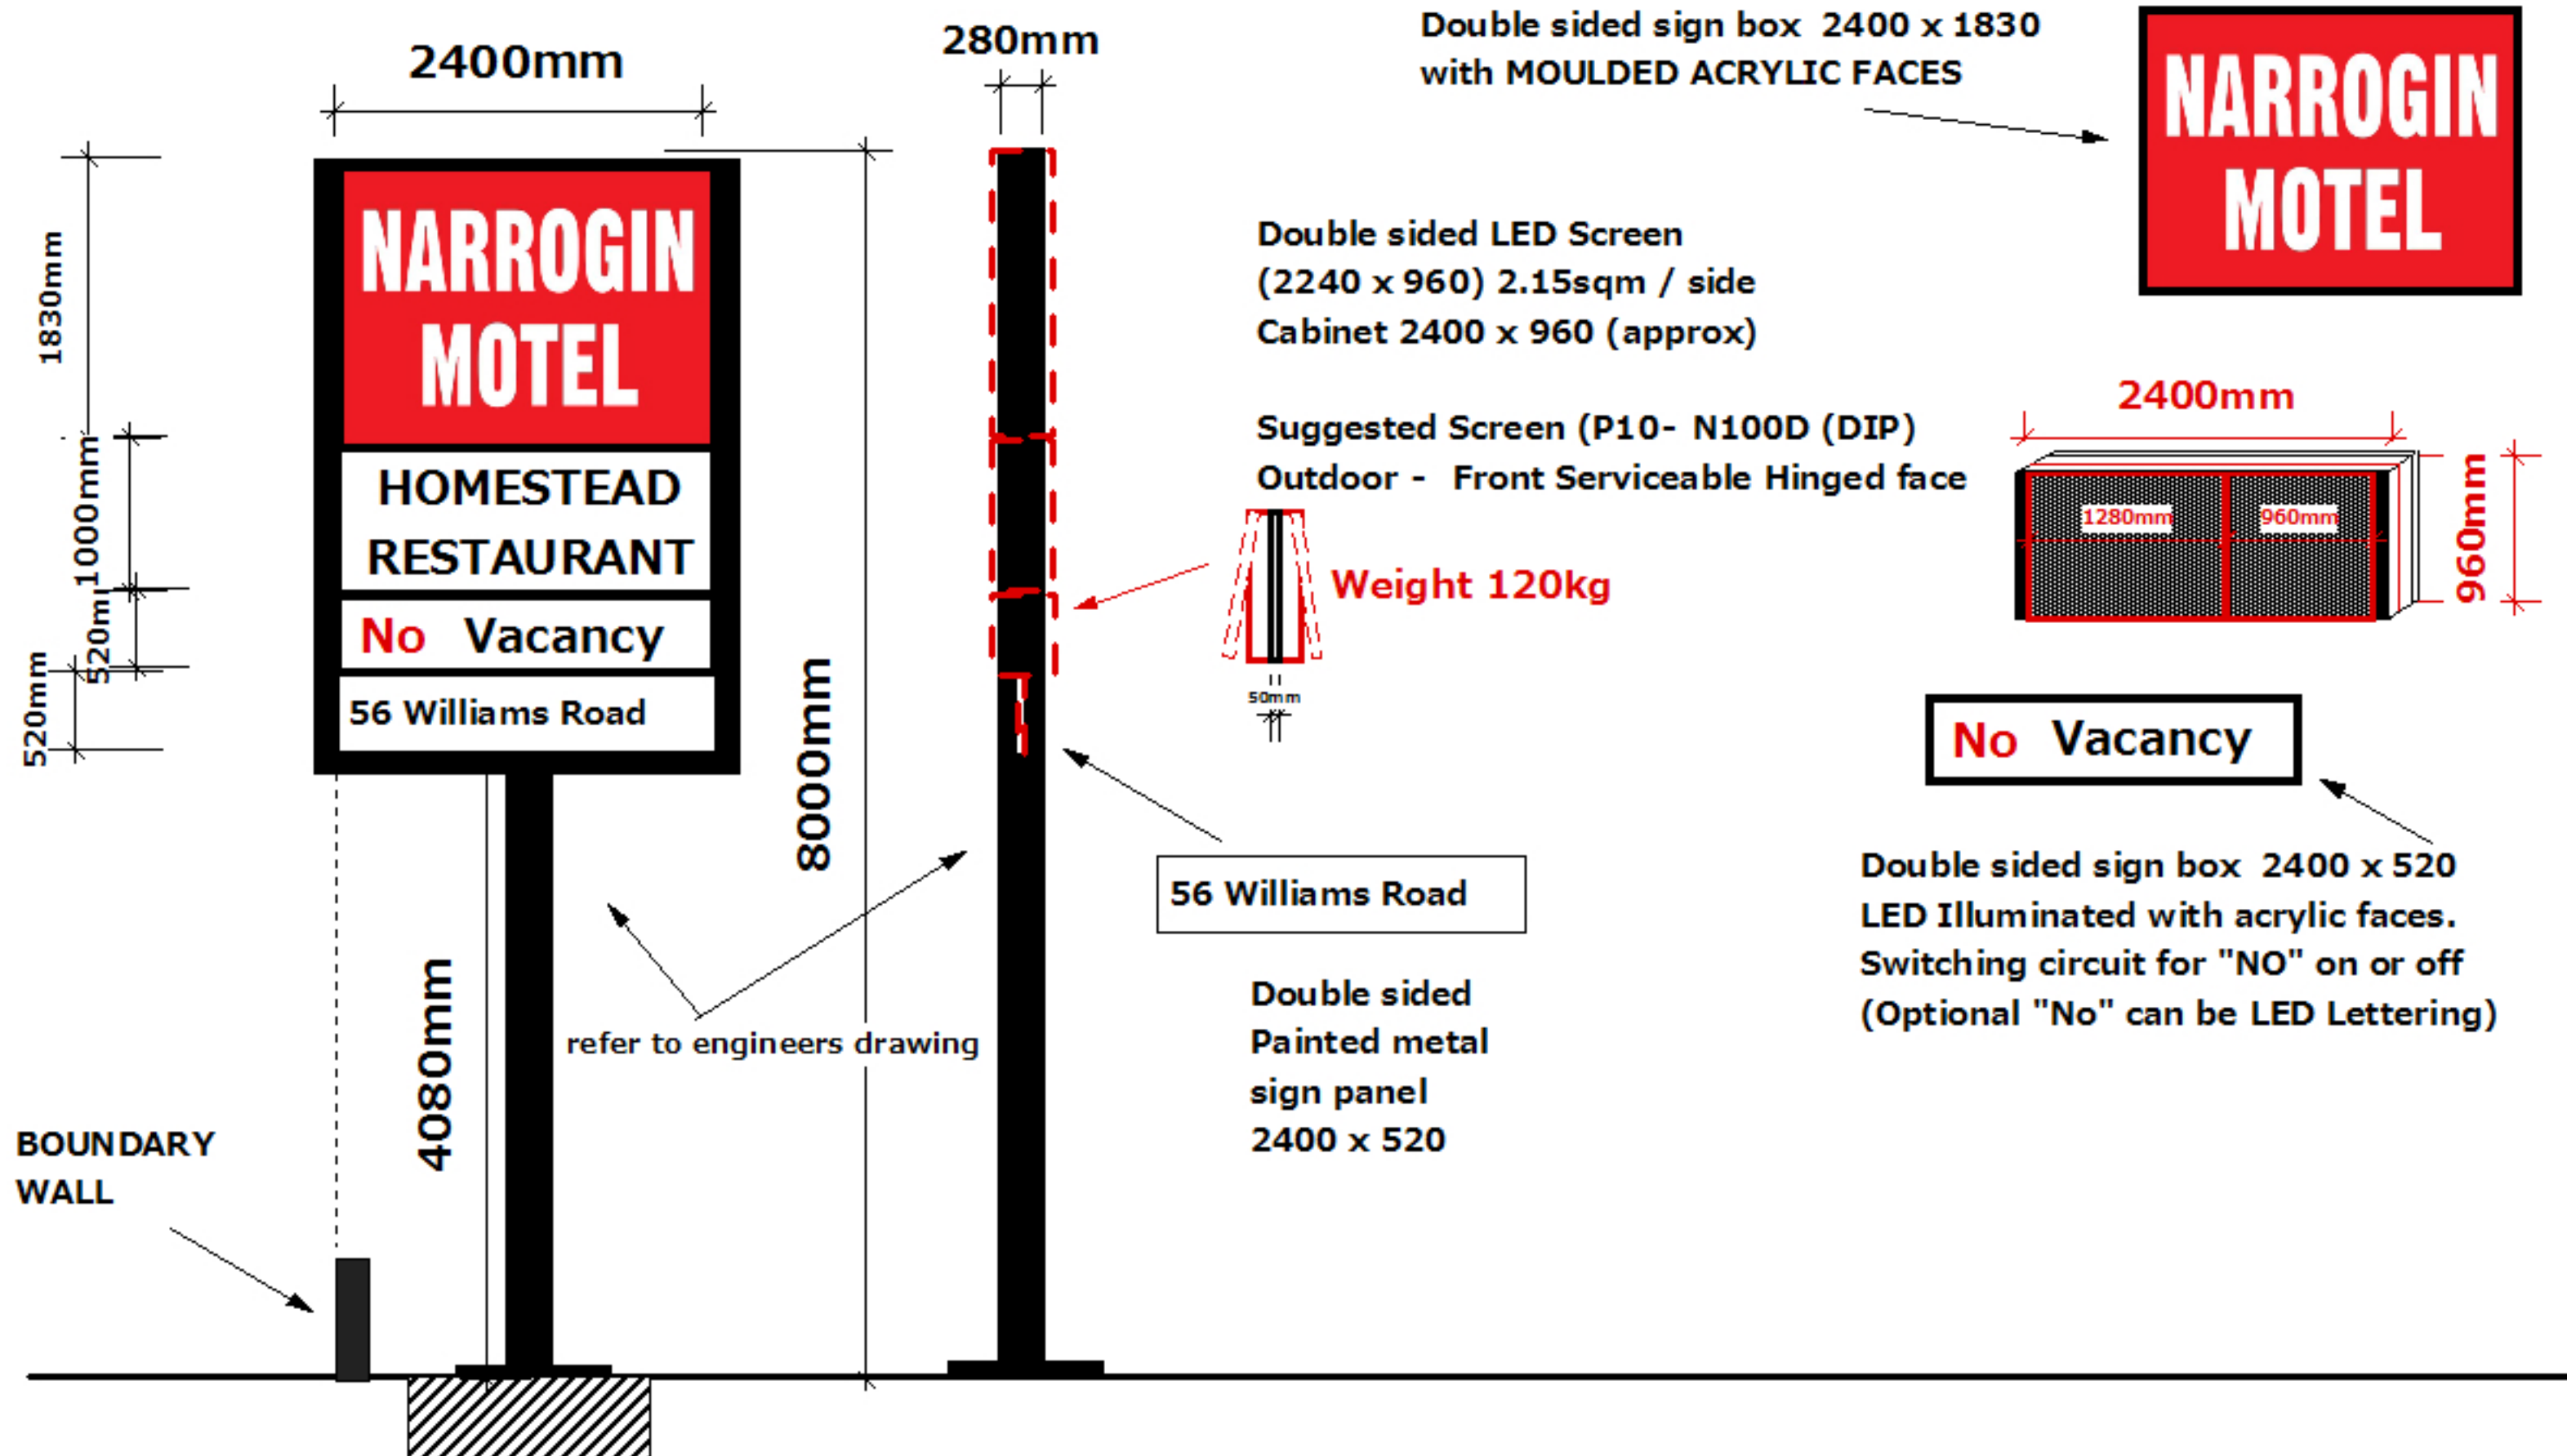 2400mm
280mm
Double sided sign box 2400 x 1830
with MOULDED ACRYLIC FACES
NARROGIN
MOTEL
1830mm
NARROGIN
MOTEL
Double sided LED Screen
(2240 x 960) 2.15sqm / side
Cabinet 2400 x 960 (approx)
Suggested Screen (P10- N100D (DIP)
Outdoor - Front Serviceable Hinged face
2400mm
1280mm
960mm
960mm
1000mm
HOMESTEAD
RESTAURANT
Weight 120kg
50mm
520m
No Vacancy
520mm
56 Williams Road
8000mm
No Vacancy
56 Williams Road
Double sided sign box 2400 x 520
LED Illuminated with acrylic faces.
Switching circuit for "NO" on or off
(Optional "No" can be LED Lettering)
Double sided
Painted metal
sign panel
2400 x 520
refer to engineers drawing
4080mm
BOUNDARY
WALL